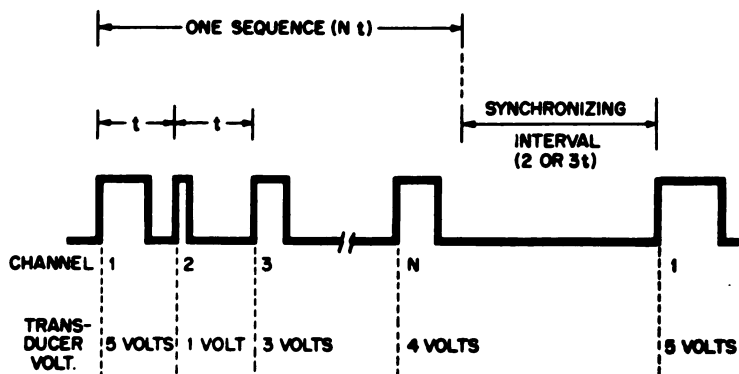 ONE SEQUENCE (N t)
t t
SYNCHRONIZING
INTERVAL
(2 OR 3t)
CHANNEL 1 2 3 N 1
TRANS-
DUCER
VOLT.
5 VOLTS 1 VOLT 3 VOLTS 4 VOLTS 5 VOLTS